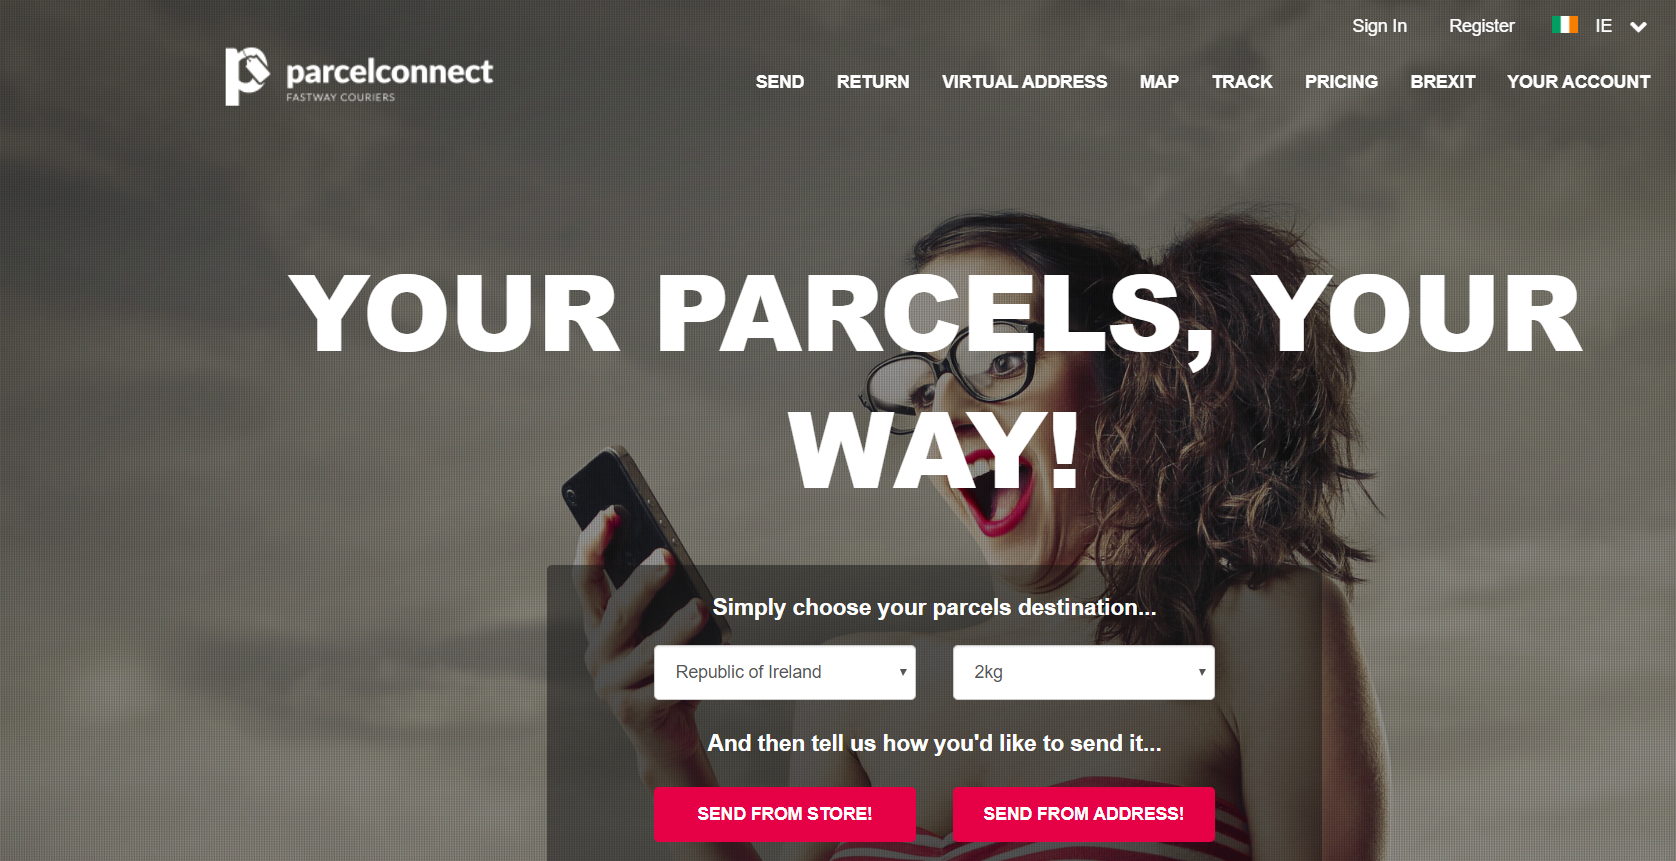 Sign In Register IE
parcelconnect
FASTWAY COURIERS
SEND RETURN VIRTUAL ADDRESS MAP TRACK PRICING BREXIT YOUR ACCOUNT
YOUR PARCELS, YOUR
WAY!
Simply choose your parcels destination...
Republic of Ireland 2kg
And then tell us how you'd like to send it...
SEND FROM STORE! SEND FROM ADDRESS!